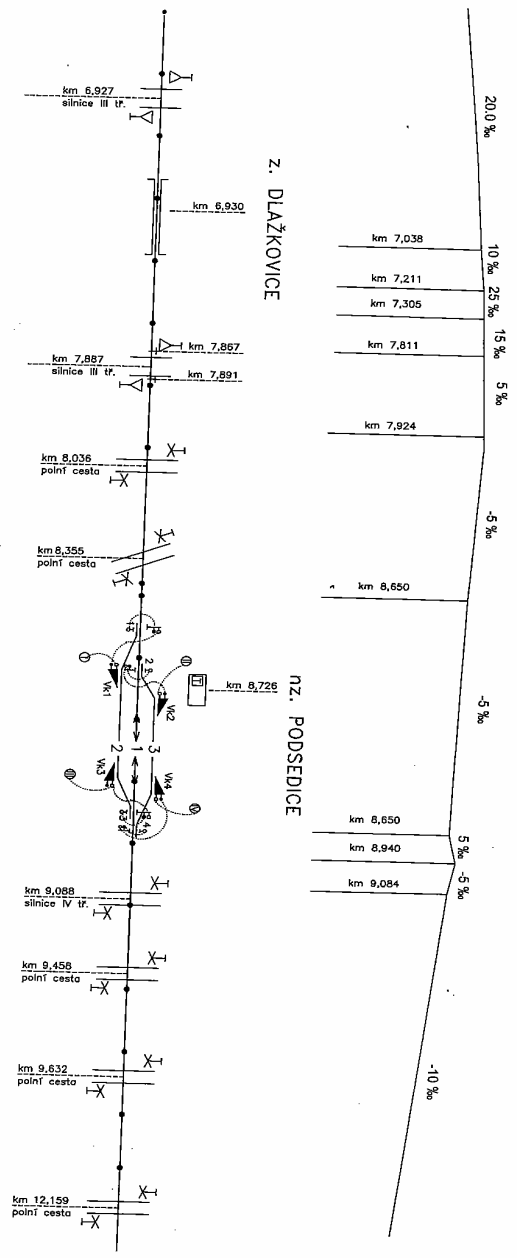 km 6,927
silnice III tř.
km 6,930
z. DLAŽKOVICE
km 7,867
km 7,887
silnice III tř.
km 7,891
km 8,036
polní cesta
km 8,355
polní cesta
I
Vk1
2
II
Vk2
km 8,726
nz. PODSEDICE
2
1
3
III
Vk3
Vk4
IV
4
km 9,088
silnice IV tř.
km 9,458
polní cesta
km 9,632
polní cesta
km 12,159
polní cesta
20.0 ‰
km 7,038
10 ‰
km 7,211
25 ‰
km 7,305
15 ‰
km 7,811
5 ‰
km 7,924
-5 ‰
km 8,650
-5 ‰
km 8,650
5 ‰
km 8,940
-5 ‰
km 9,084
-10 ‰